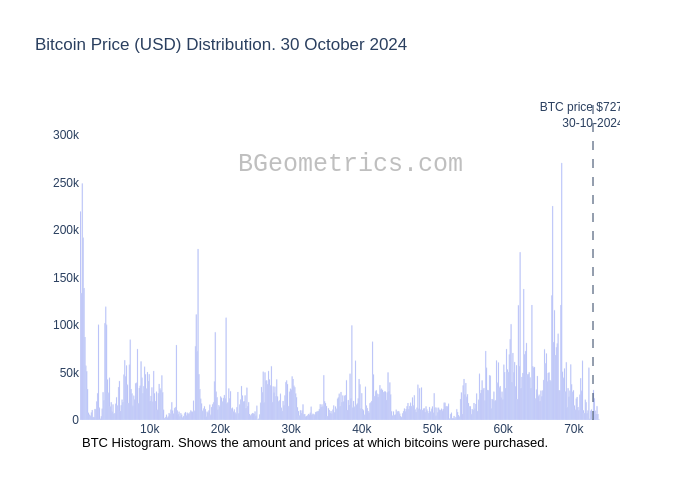 Bitcoin Price (USD) Distribution. 30 October 2024
BTC price $727
30-10-2024
300k
BGeometrics.com
250k
200k
150k
100k
50k
0
10k 20k 30k 40k 50k 60k 70k
BTC Histogram. Shows the amount and prices at which bitcoins were purchased.